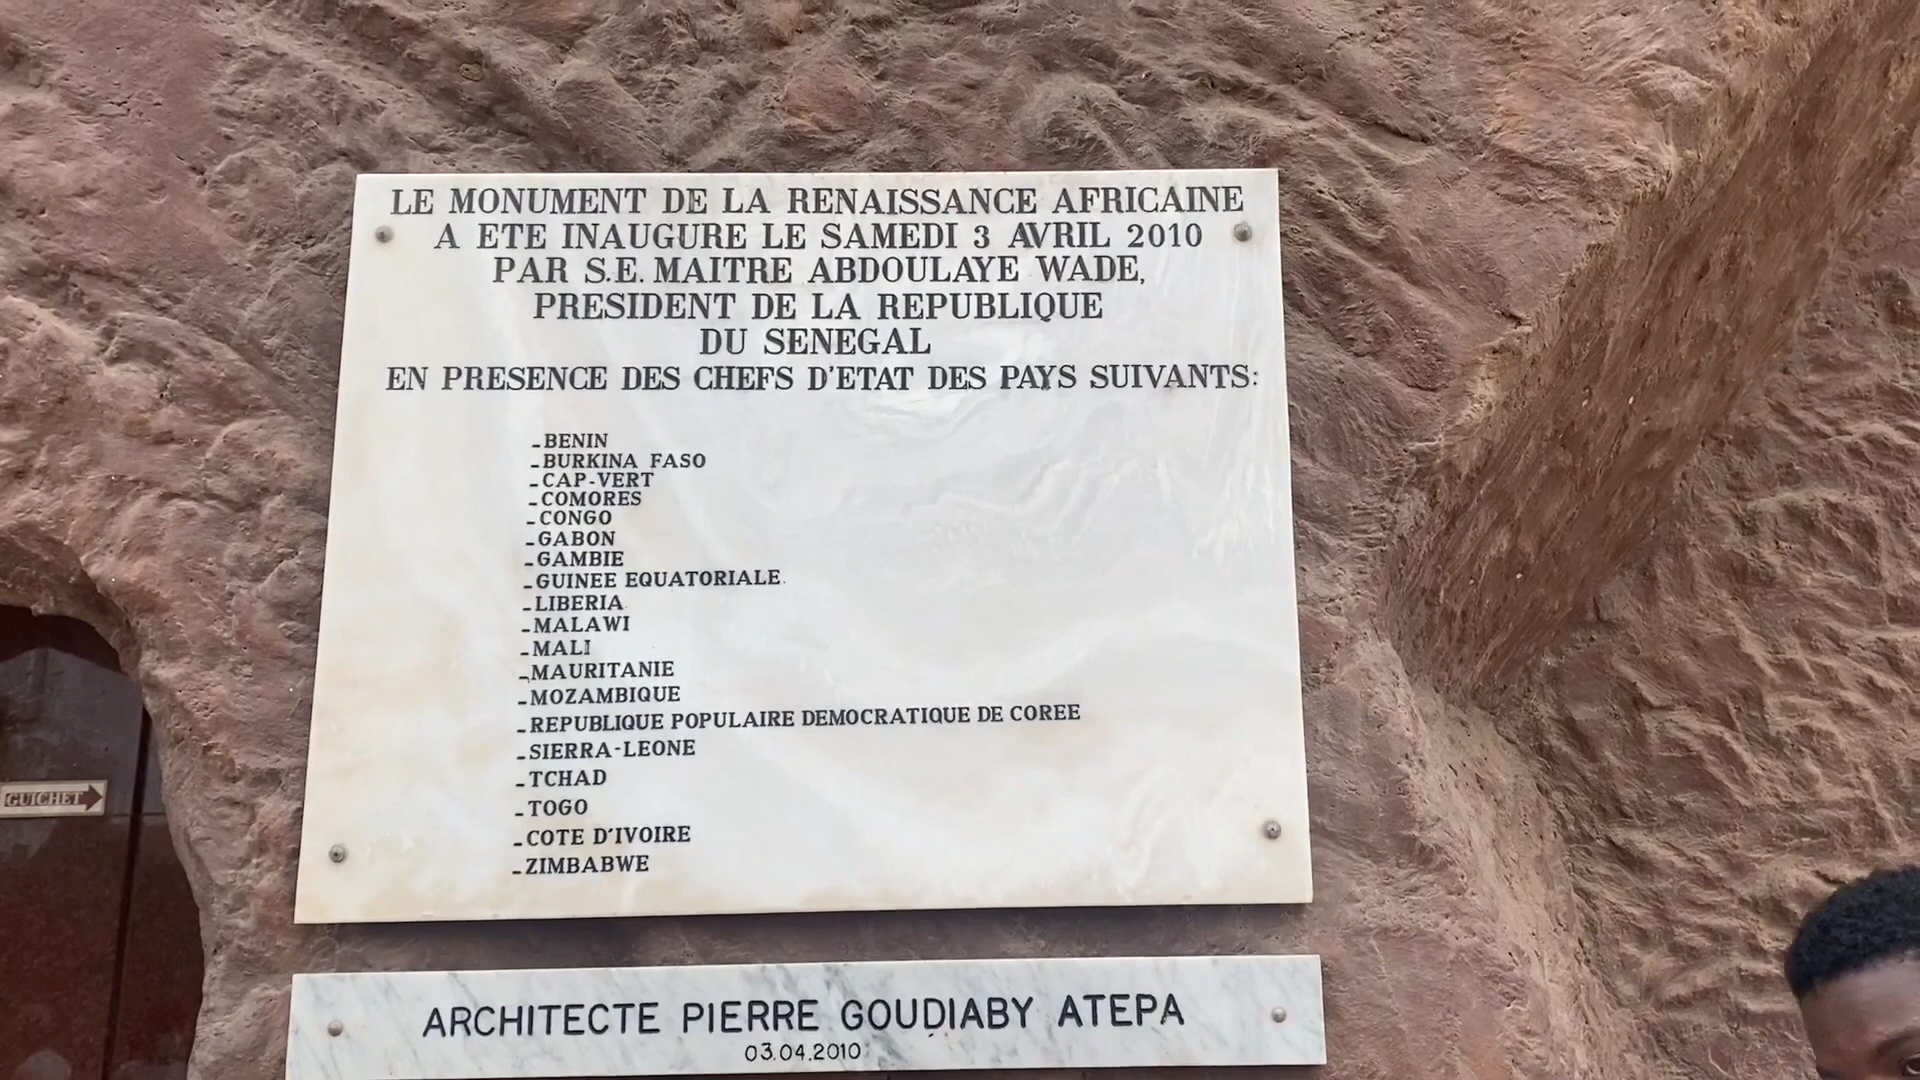 LE MONUMENT DE LA RENAISSANCE AFRICAINE
A ETE INAUGURE LE SAMEDI 3 AVRIL 2010
PAR S.E. MAITRE ABDOULAYE WADE,
PRESIDENT DE LA REPUBLIQUE
DU SENEGAL
EN PRESENCE DES CHEFS D'ETAT DES PAYS SUIVANTS:
-BENIN
-BURKINA FASO
-CAP-VERT
-COMORES
-CONGO
-GABON
-GAMBIE
-GUINEE EQUATORIALE
-LIBERIA
-MALAWI
-MALI
-MAURITANIE
-MOZAMBIQUE
-REPUBLIQUE POPULAIRE DEMOCRATIQUE DE COREE
-SIERRA-LEONE
-TCHAD
-TOGO
-COTE D'IVOIRE
-ZIMBABWE
GUICHET
ARCHITECTE PIERRE GOUDIABY ATEPA
03.04.2010